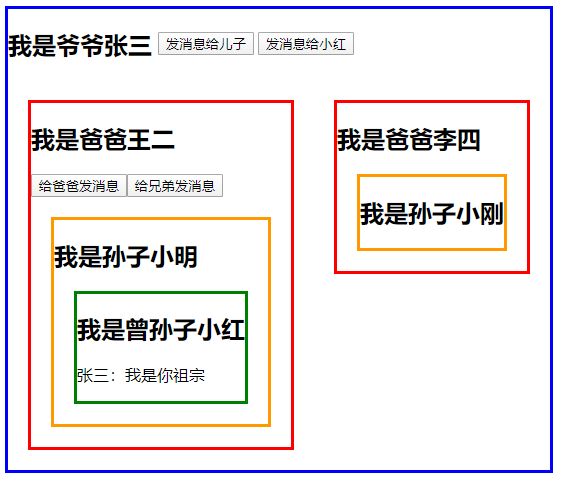 我是爷爷张三 发消息给儿子 发消息给小红
我是爸爸王二
给爸爸发消息 给兄弟发消息
我是孙子小明
我是曾孙子小红
张三：我是你祖宗
我是爸爸李四
我是孙子小刚